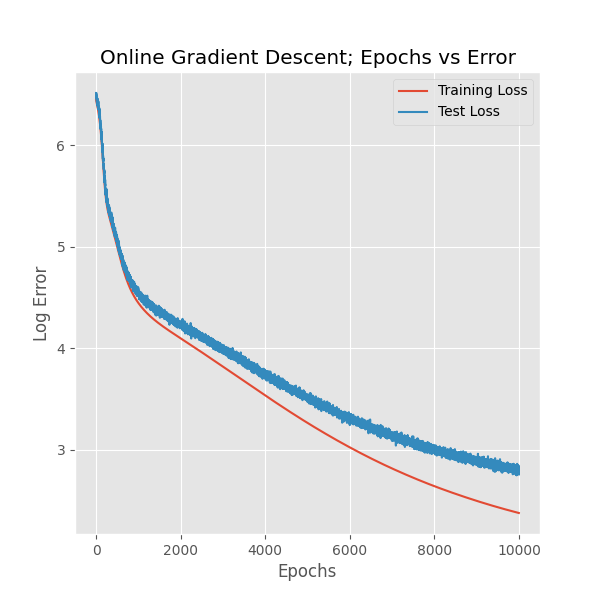 Online Gradient Descent; Epochs vs Error
Training Loss
Test Loss
Log Error
6
5
4
3
0 2000 4000 6000 8000 10000
Epochs